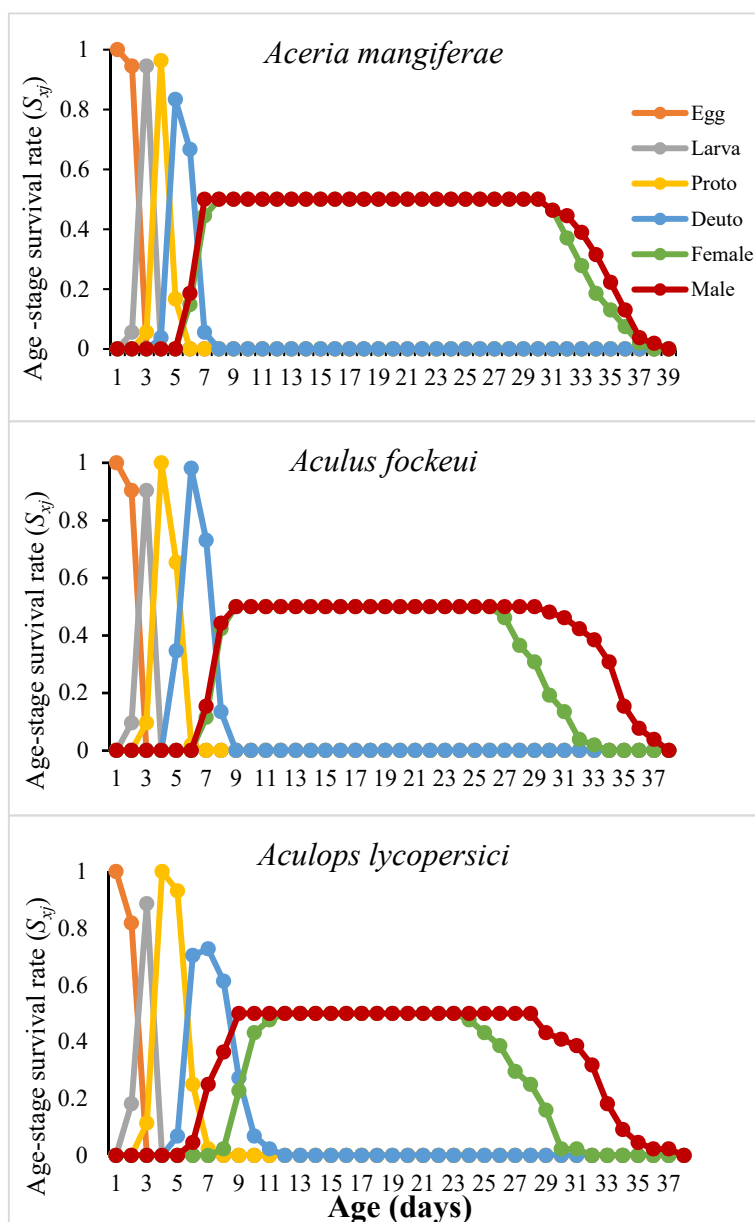 Aceria mangiferae
Age -stage survival rate (Sxj)
1
0.8
0.6
0.4
0.2
0
Egg
Larva
Proto
Deuto
Female
Male
1 3 5 7 9 11 13 15 17 19 21 23 25 27 29 31 33 35 37 39
Aculus fockeui
Age-stage survival rate (Sxj)
1
0.8
0.6
0.4
0.2
0
1 3 5 7 9 11 13 15 17 19 21 23 25 27 29 31 33 35 37
Aculops lycopersici
Age-stage survival rate (Sxj)
1
0.8
0.6
0.4
0.2
0
1 3 5 7 9 11 13 15 17 19 21 23 25 27 29 31 33 35 37
Age (days)